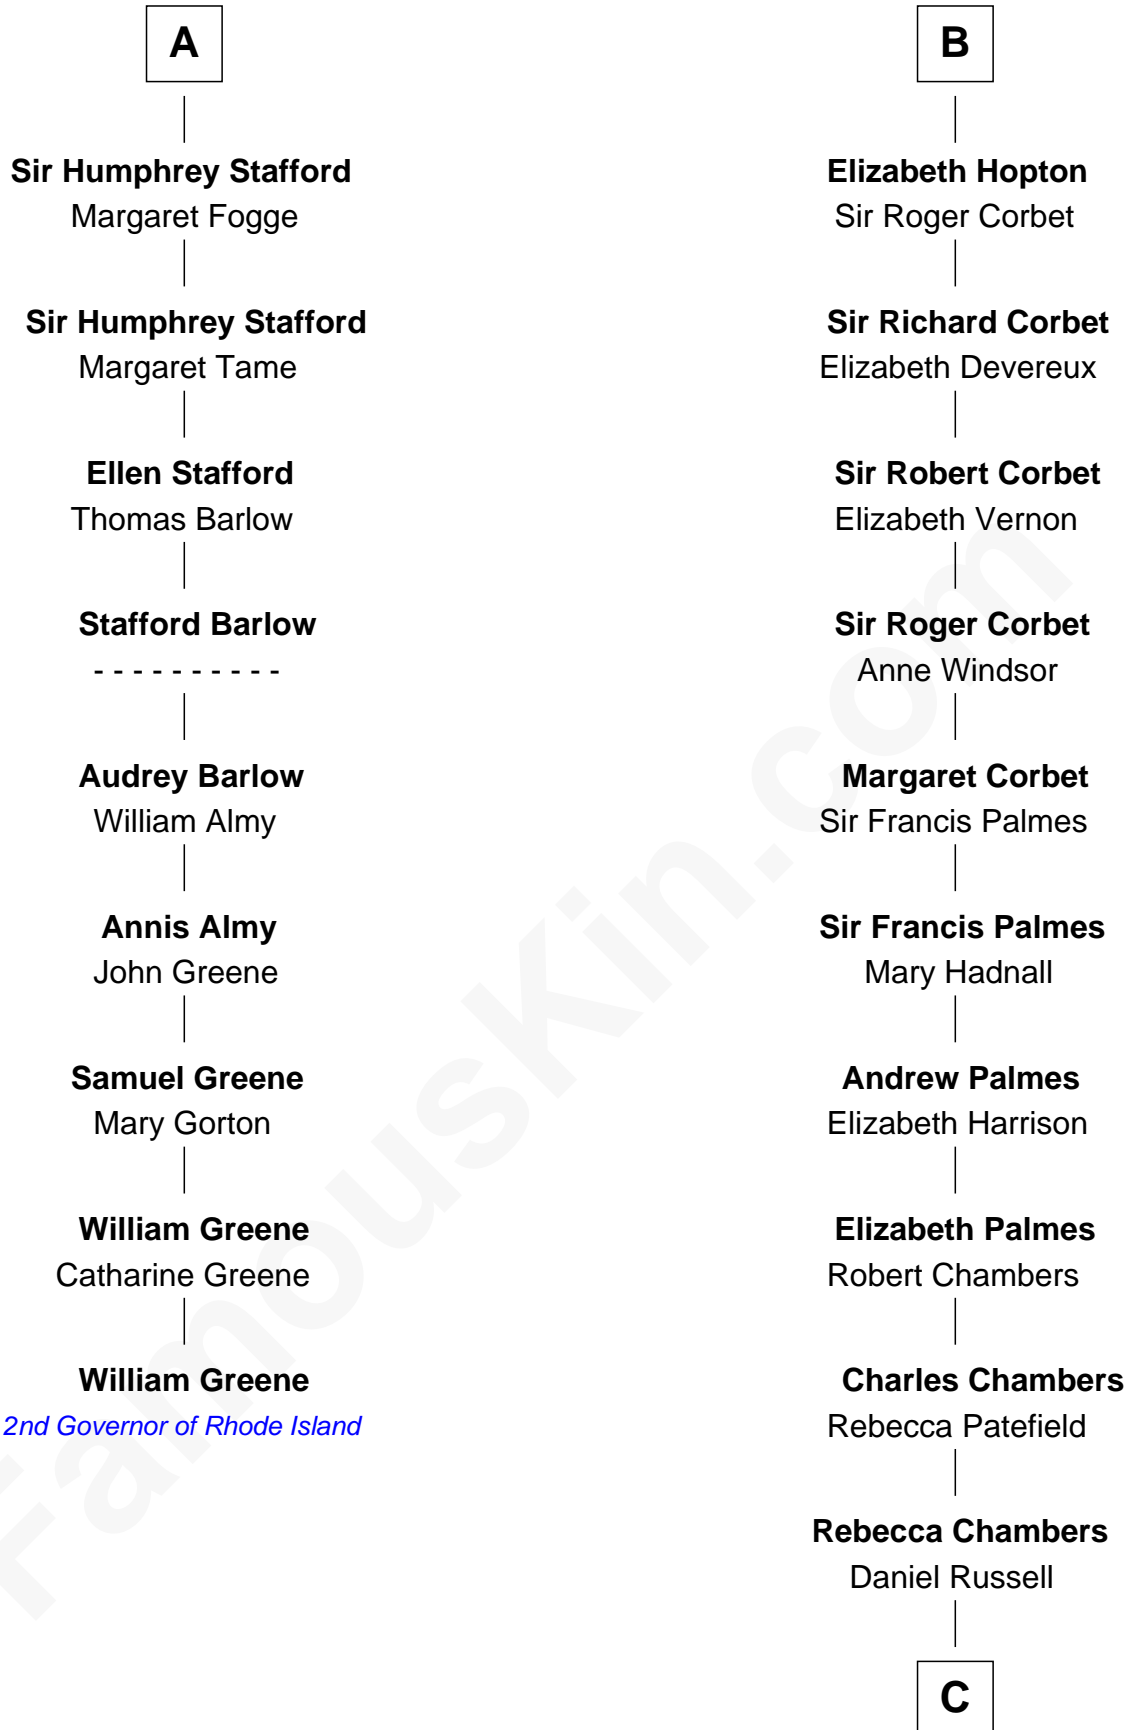 A
Sir Humphrey Stafford
Margaret Fogge
Sir Humphrey Stafford
Margaret Tame
Ellen Stafford
Thomas Barlow
Stafford Barlow
- - - - - - - - - -
Audrey Barlow
William Almy
Annis Almy
John Greene
Samuel Greene
Mary Gorton
William Greene
Catharine Greene
William Greene
2nd Governor of Rhode Island
B
Elizabeth Hopton
Sir Roger Corbet
Sir Richard Corbet
Elizabeth Devereux
Sir Robert Corbet
Elizabeth Vernon
Sir Roger Corbet
Anne Windsor
Margaret Corbet
Sir Francis Palmes
Sir Francis Palmes
Mary Hadnall
Andrew Palmes
Elizabeth Harrison
Elizabeth Palmes
Robert Chambers
Charles Chambers
Rebecca Patefield
Rebecca Chambers
Daniel Russell
C
FamousKin.com